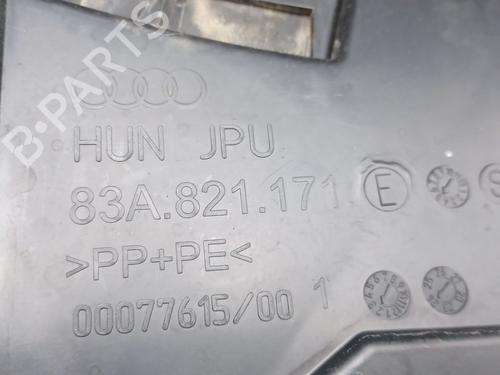 B-PARTS
HUN JPU
83A.821.171 E
>PP+PE<
00077615/00 1